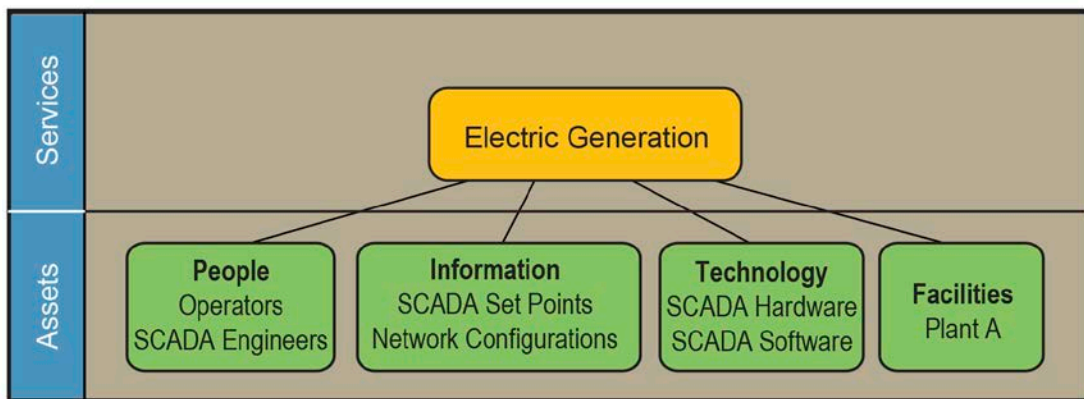 Services
Electric Generation
Assets
People
Operators
SCADA Engineers
Information
SCADA Set Points
Network Configurations
Technology
SCADA Hardware
SCADA Software
Facilities
Plant A